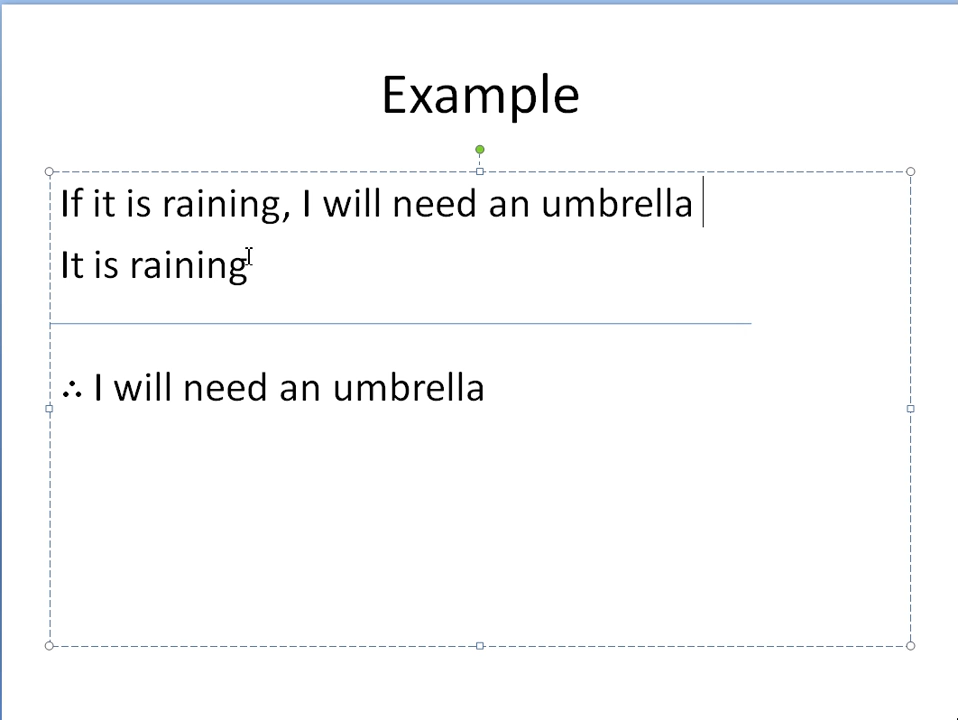 Example
If it is raining, I will need an umbrella
It is raining
∴ I will need an umbrella